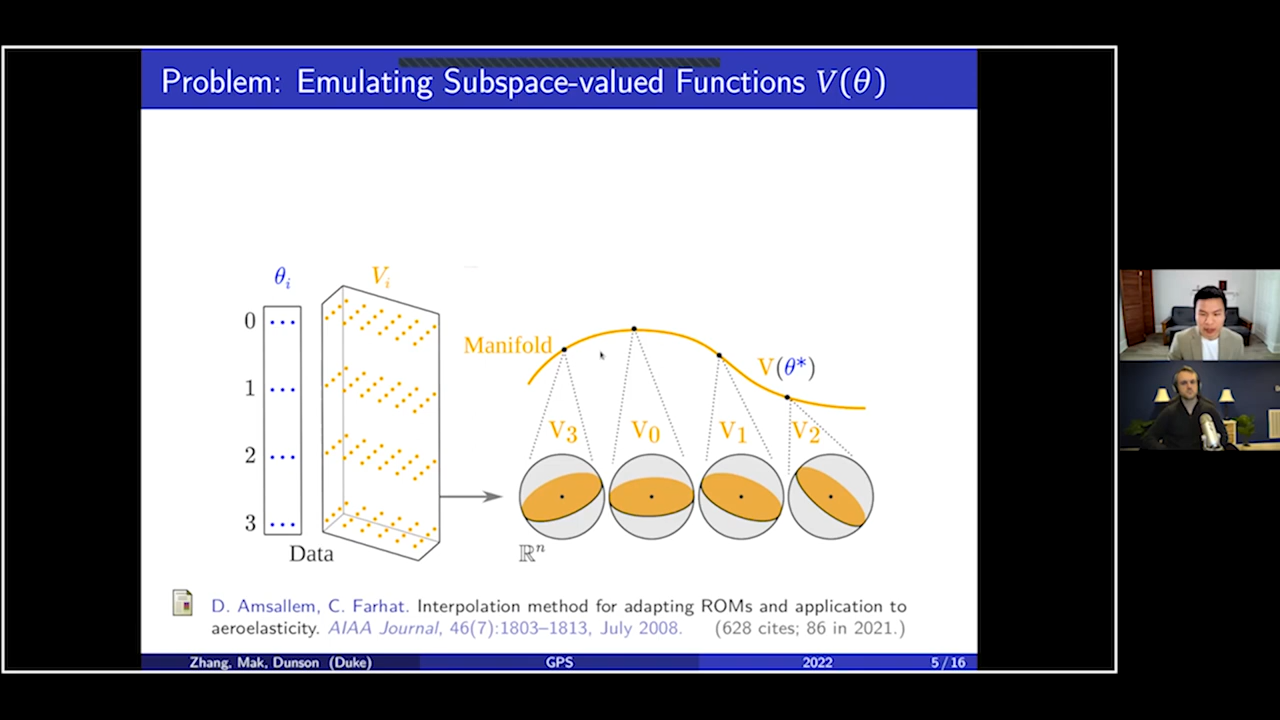 Problem: Emulating Subspace-valued Functions V(θ)
θi
Vi
0
1
2
3
Data
Manifold
V(θ*)
V3
V0
V1
V2
ℝn
D. Amsallem, C. Farhat. Interpolation method for adapting ROMs and application to
aeroelasticity. AIAA Journal, 46(7):1803–1813, July 2008. (628 cites; 86 in 2021.)
Zhang, Mak, Dunson (Duke) GPS 2022 5 / 16